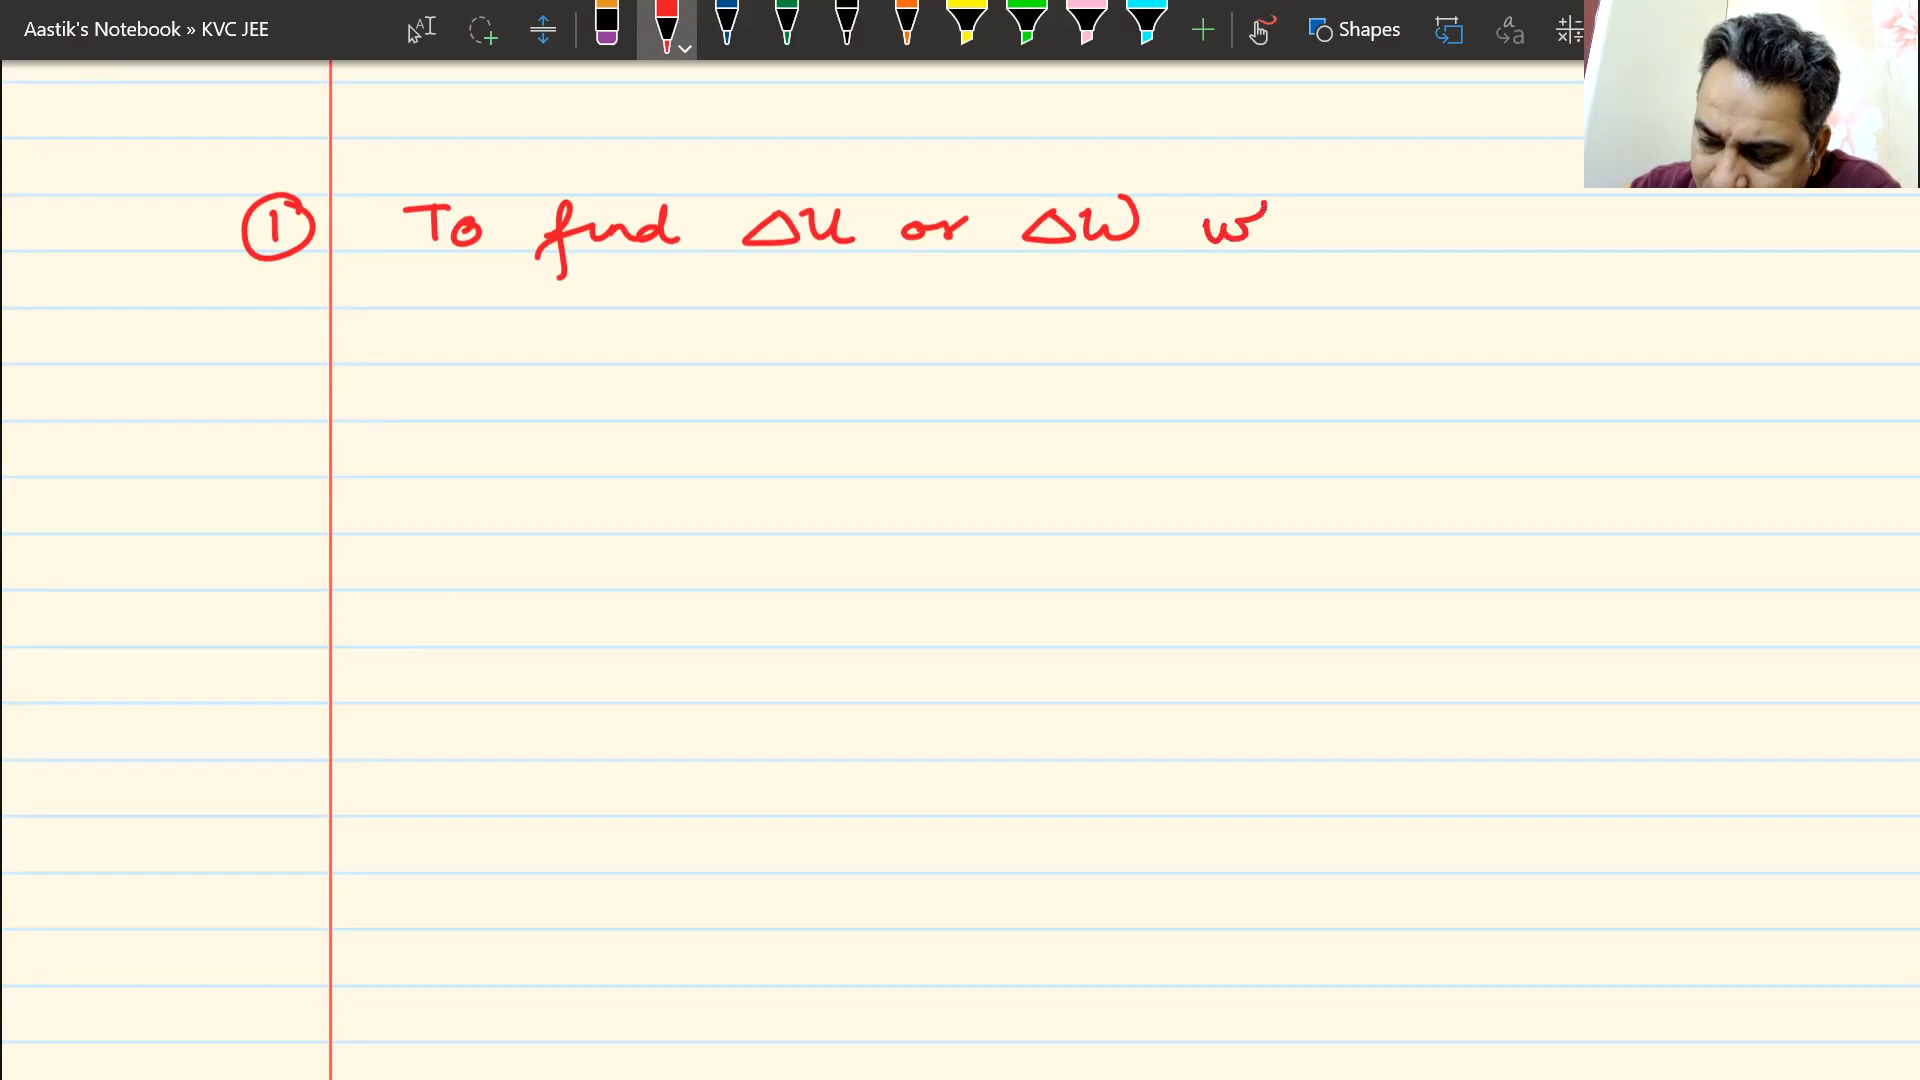 Aastik's Notebook » KVC JEE
Shapes
① To find ΔU or ΔW w